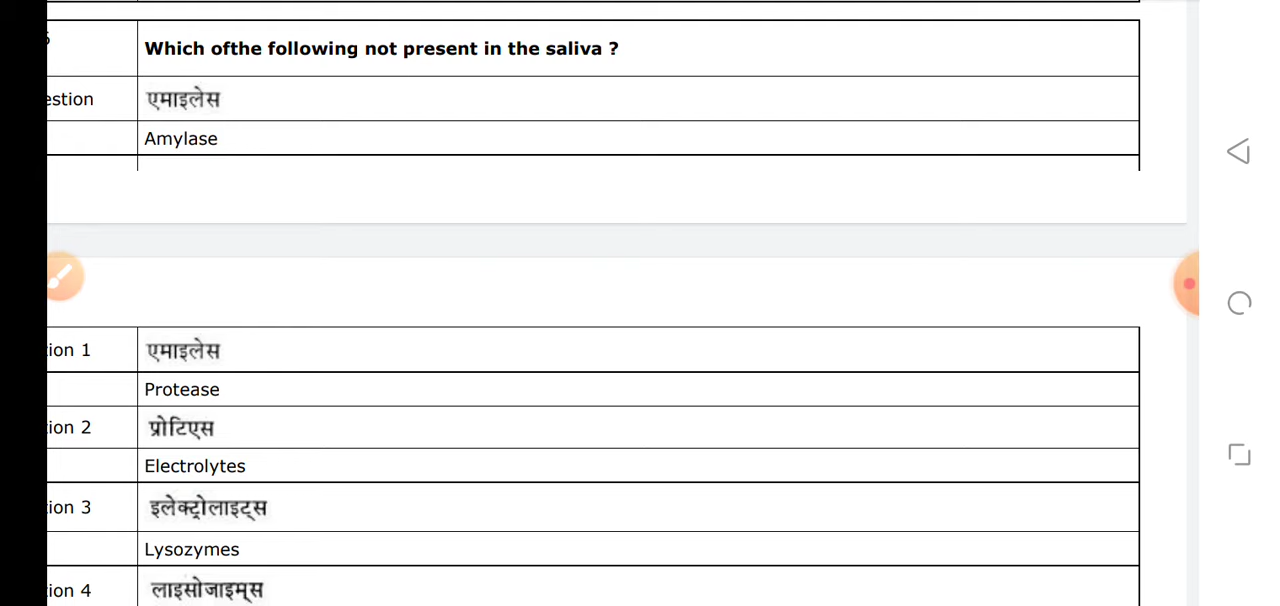 Which ofthe following not present in the saliva ?
estion
एमाइलेस
Amylase
ion 1
एमाइलेस
Protease
ion 2
प्रोटिएस
Electrolytes
ion 3
इलेक्ट्रोलाइट्स
Lysozymes
ion 4
लाइसोजाइम्स